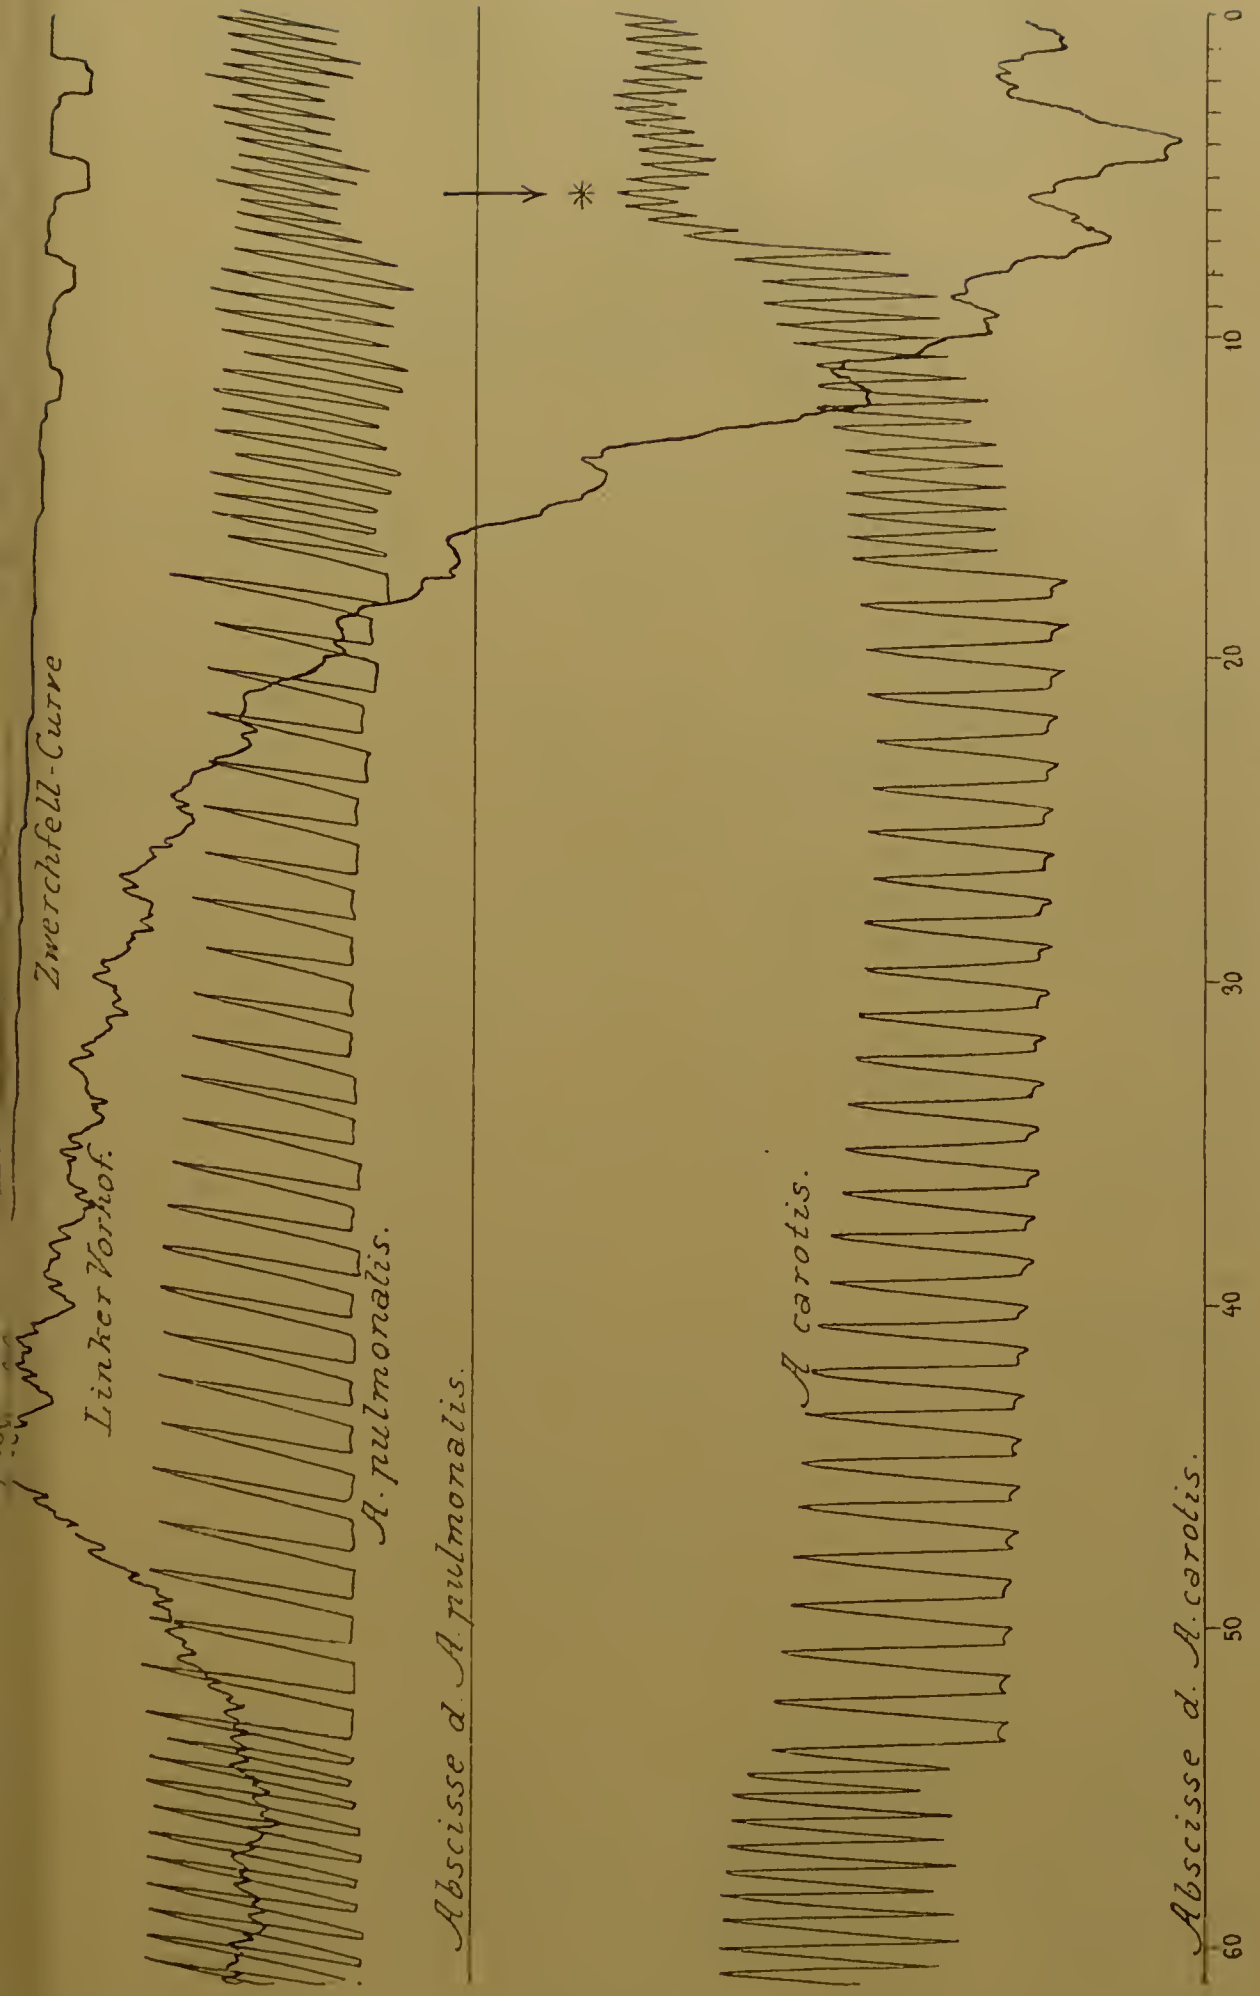 Zwerchfell-Curve
Linker Vorhof.
A. pulmonalis.
Abscisse d. A. pulmonalis.
*
A carotis.
Abscisse d. A. carotis.
60 50 40 30 20 10 0